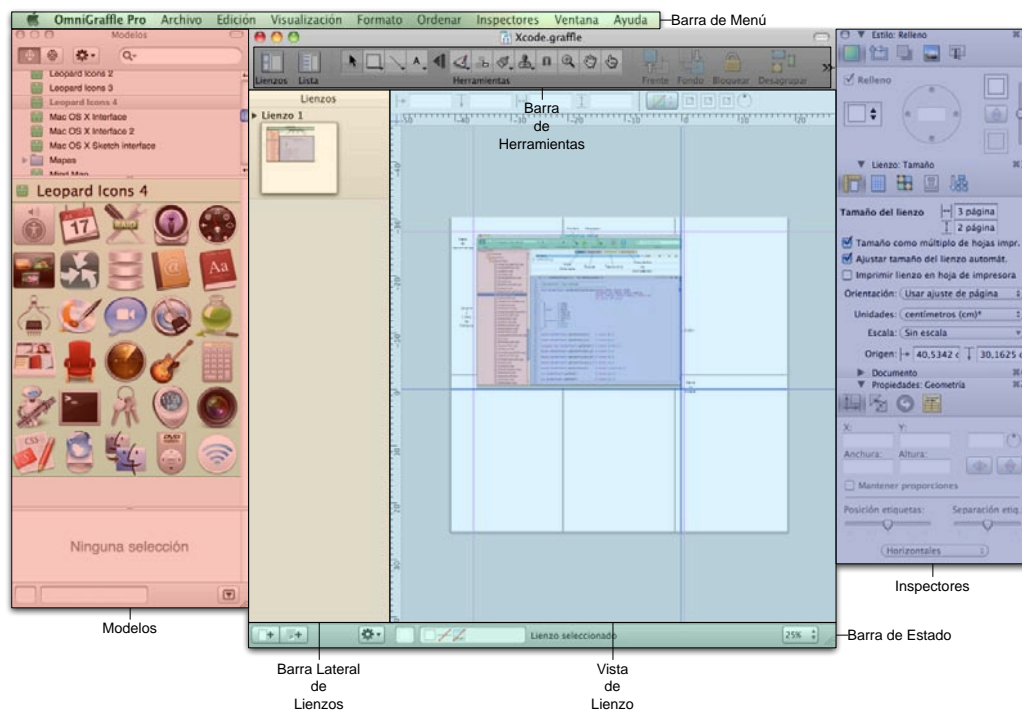 OmniGraffle Pro Archivo Edición Visualización Formato Ordenar Inspectores Ventana Ayuda
Barra de Menú
Modelos
Leopard Icons 2
Leopard Icons 3
Leopard Icons 4
Mac OS X Interface
Mac OS X Interface 2
Mac OS X Sketch interface
Mapas
Mind Map
Leopard Icons 4
Ninguna selección
Modelos
Xcode.graffle
Lienzos Lista Herramientas Frente Fondo Bloquear Desagrupar
Barra
de
Herramientas
Lienzos
Lienzo 1
Lienzo seleccionado
25%
Barra Lateral
de
Lienzos
Vista
de
Lienzo
Barra de Estado
Estilo: Relleno
Relleno
Lienzo: Tamaño
Tamaño del lienzo 3 página
2 página
Tamaño como múltiplo de hojas impr.
Ajustar tamaño del lienzo automát.
Imprimir lienzo en hoja de impresora
Orientación: Usar ajuste de página
Unidades: centímetros (cm)*
Escala: Sin escala
Origen: 40,5342 c 30,1625 c
Documento
Propiedades: Geometría
X: Y:
Anchura: Altura:
Mantener proporciones
Posición etiquetas: Separación etiq.
Horizontales
Inspectores